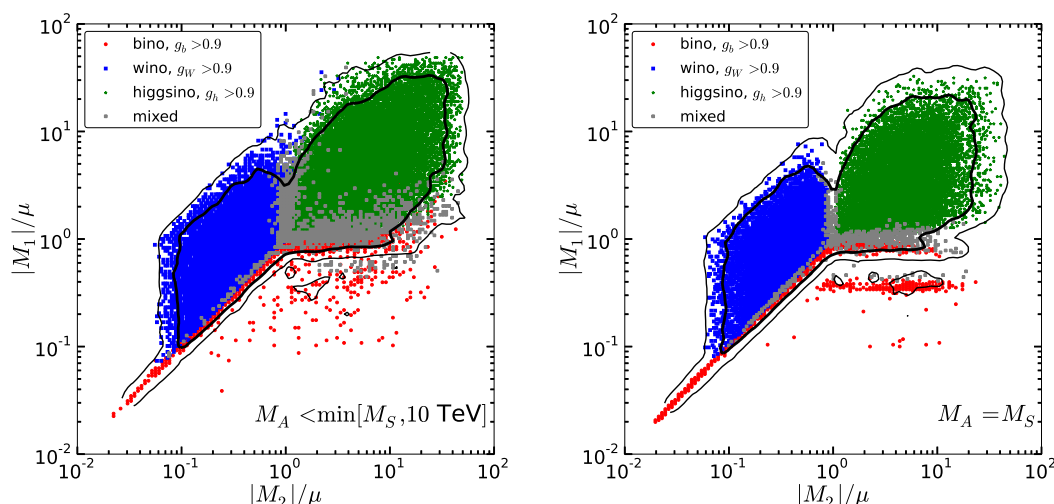 10^2
10^1
10^0
10^-1
10^-2
|M_1|/μ
bino, g_b >0.9
wino, g_W >0.9
higgsino, g_h >0.9
mixed
M_A <min[M_S,10 TeV]
10^-2 10^-1 10^0 10^1 10^2
|M_2|/μ
10^2
10^1
10^0
10^-1
10^-2
|M_1|/μ
bino, g_b >0.9
wino, g_W >0.9
higgsino, g_h >0.9
mixed
M_A =M_S
10^-2 10^-1 10^0 10^1 10^2
|M_2|/μ